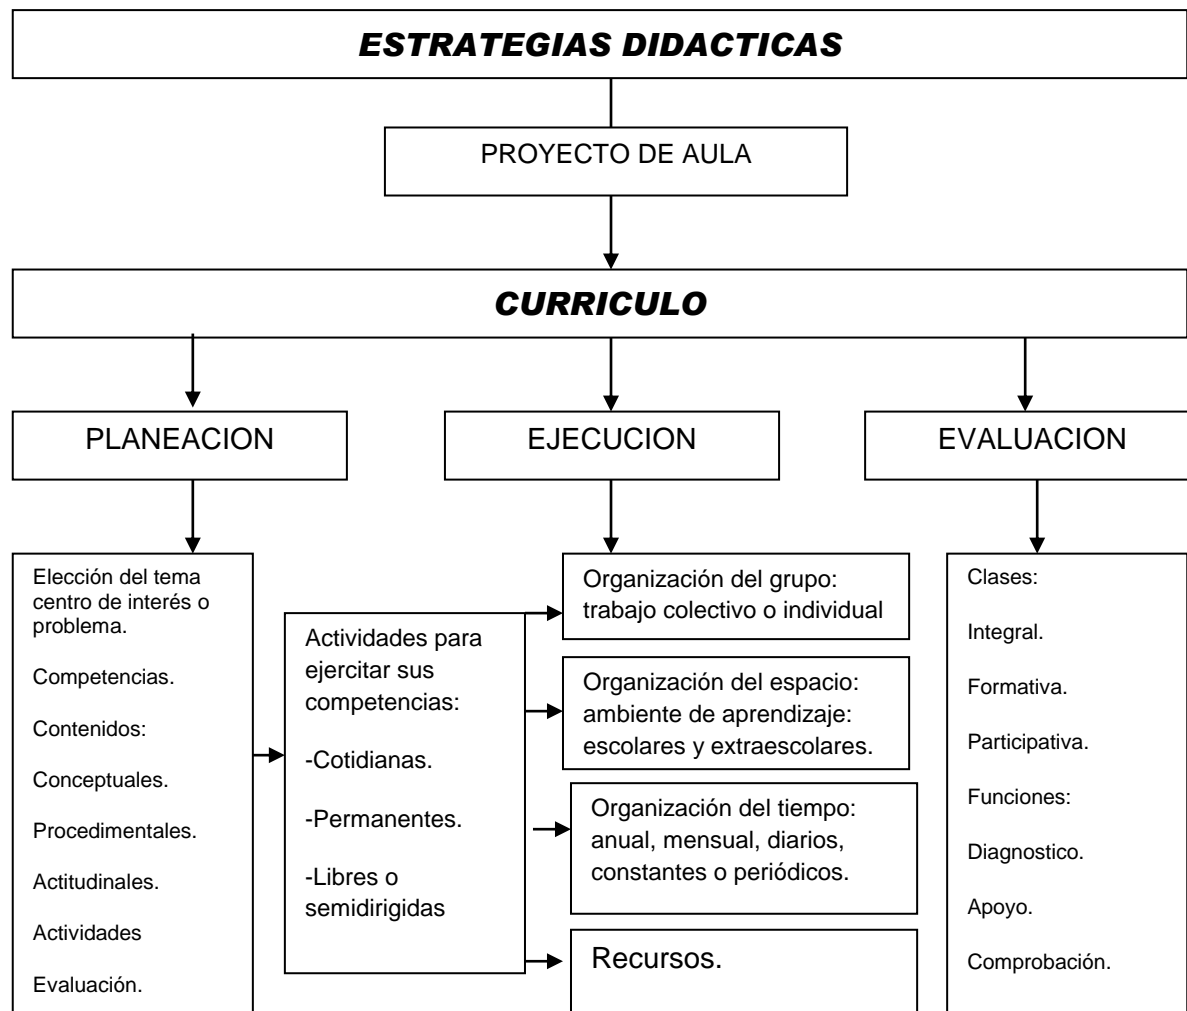 ESTRATEGIAS DIDACTICAS
PROYECTO DE AULA
CURRICULO
PLANEACION
EJECUCION
EVALUACION
Elección del tema
centro de interés o
problema.
Competencias.
Contenidos:
Conceptuales.
Procedimentales.
Actitudinales.
Actividades
Evaluación.
Actividades para
ejercitar sus
competencias:
-Cotidianas.
-Permanentes.
-Libres o
semidirigidas
Organización del grupo:
trabajo colectivo o individual
Organización del espacio:
ambiente de aprendizaje:
escolares y extraescolares.
Organización del tiempo:
anual, mensual, diarios,
constantes o periódicos.
Recursos.
Clases:
Integral.
Formativa.
Participativa.
Funciones:
Diagnostico.
Apoyo.
Comprobación.